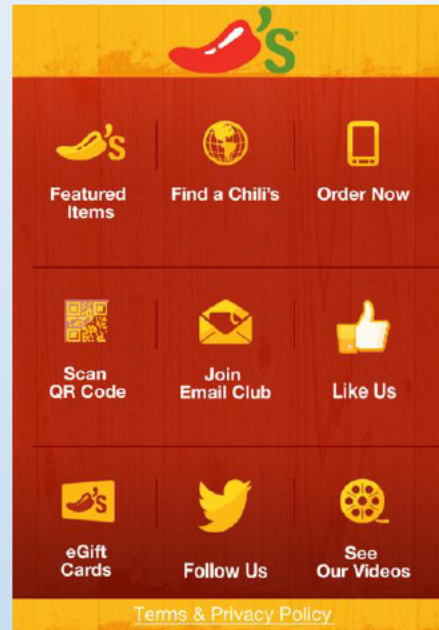 's
's
Featured
Items
Find a Chili's
Order Now
Scan
QR Code
Join
Email Club
Like Us
's
eGift
Cards
Follow Us
See
Our Videos
Terms & Privacy Policy